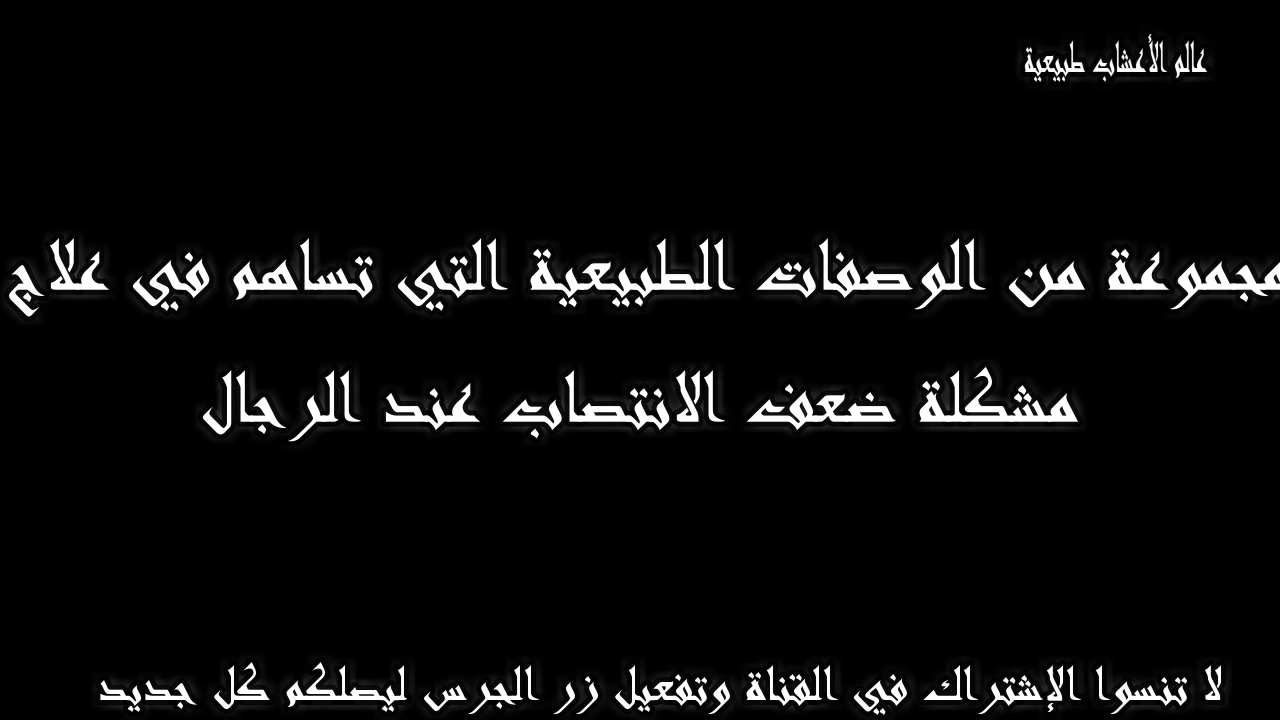 عالم الأعشاب طبيعية
مجموعة من الوصفات الطبيعية التي تساهم في علاج
مشكلة ضعف الانتصاب عند الرجال
لا تنسوا الإشتراك في القناة وتفعيل زر الجرس ليصلكم كل جديد